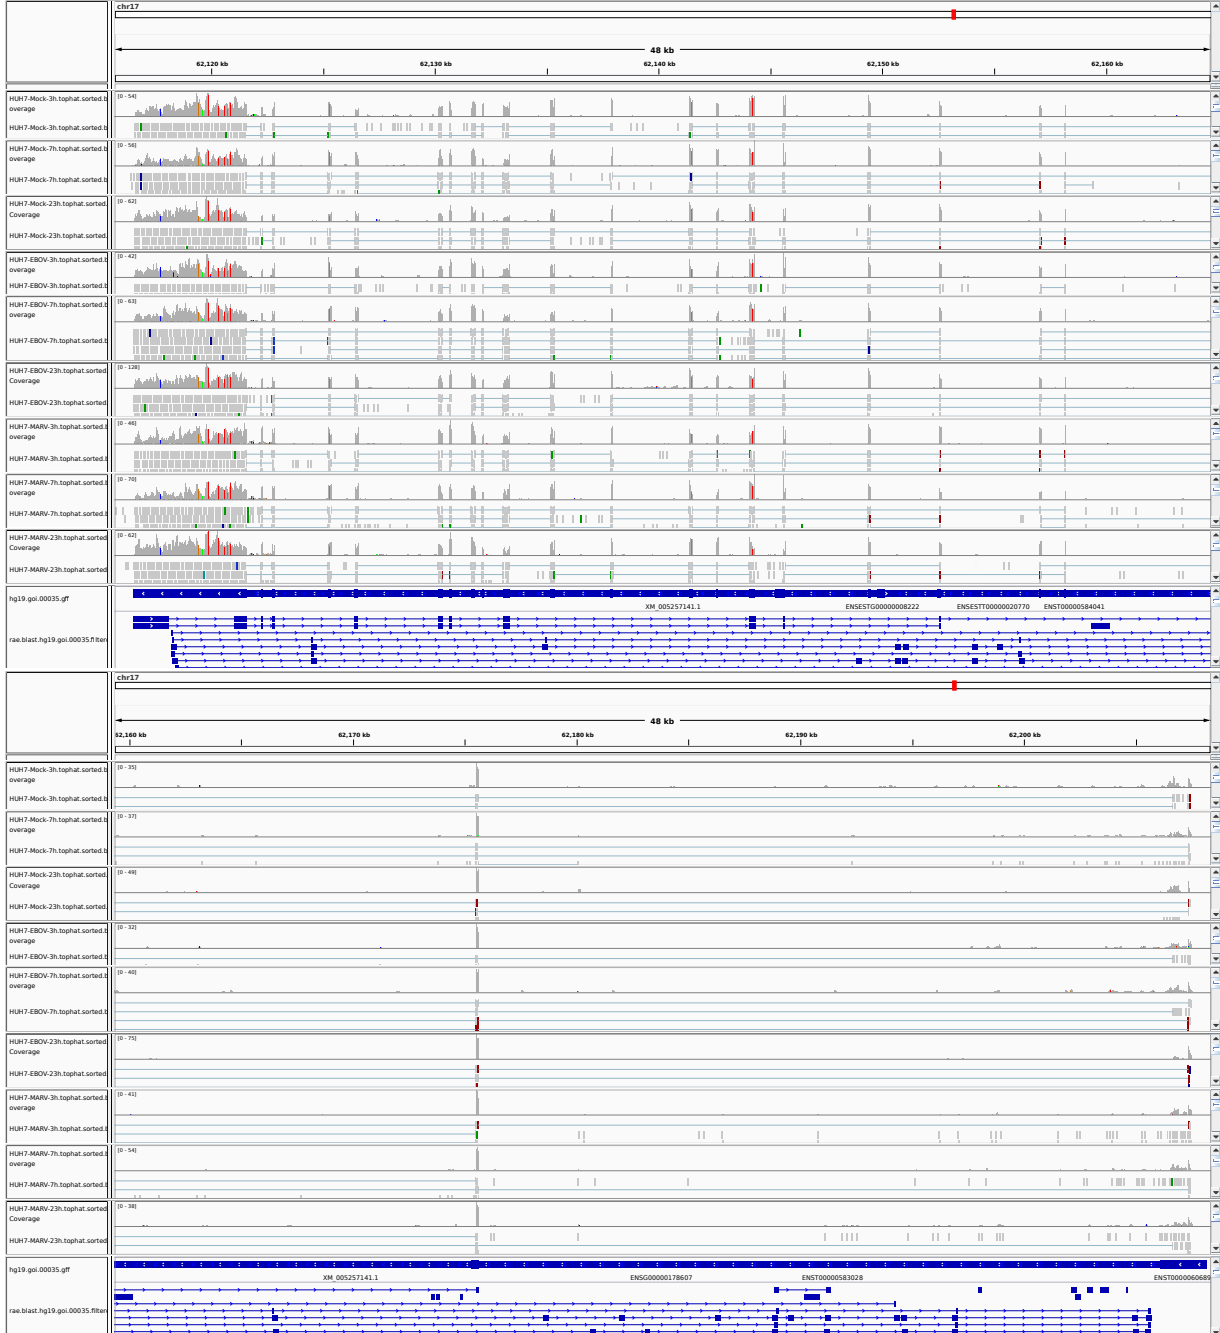 chr17
48 kb
62,120 kb 62,130 kb 62,140 kb 62,150 kb 62,160 kb
HUH7-Mock-3h.tophat.sorted.b [0 - 54]
overage
HUH7-Mock-3h.tophat.sorted.b
HUH7-Mock-7h.tophat.sorted.b [0 - 56]
overage
HUH7-Mock-7h.tophat.sorted.b
HUH7-Mock-23h.tophat.sorted. [0 - 62]
Coverage
HUH7-Mock-23h.tophat.sorted.
HUH7-EBOV-3h.tophat.sorted.b [0 - 42]
overage
HUH7-EBOV-3h.tophat.sorted.b
HUH7-EBOV-7h.tophat.sorted.b [0 - 63]
overage
HUH7-EBOV-7h.tophat.sorted.b
HUH7-EBOV-23h.tophat.sorted. [0 - 128]
Coverage
HUH7-EBOV-23h.tophat.sorted.
HUH7-MARV-3h.tophat.sorted.b [0 - 46]
overage
HUH7-MARV-3h.tophat.sorted.b
HUH7-MARV-7h.tophat.sorted.b [0 - 70]
overage
HUH7-MARV-7h.tophat.sorted.b
HUH7-MARV-23h.tophat.sorted. [0 - 62]
Coverage
HUH7-MARV-23h.tophat.sorted.
hg19.goi.00035.gff
XM_005257141.1 ENSESTG00000008222 ENSESTT00000020770 ENST00000584041
rae.blast.hg19.goi.00035.filter
chr17
48 kb
62,160 kb 62,170 kb 62,180 kb 62,190 kb 62,200 kb
HUH7-Mock-3h.tophat.sorted.b [0 - 35]
overage
HUH7-Mock-3h.tophat.sorted.b
HUH7-Mock-7h.tophat.sorted.b [0 - 37]
overage
HUH7-Mock-7h.tophat.sorted.b
HUH7-Mock-23h.tophat.sorted. [0 - 49]
Coverage
HUH7-Mock-23h.tophat.sorted.
HUH7-EBOV-3h.tophat.sorted.b [0 - 32]
overage
HUH7-EBOV-3h.tophat.sorted.b
HUH7-EBOV-7h.tophat.sorted.b [0 - 40]
overage
HUH7-EBOV-7h.tophat.sorted.b
HUH7-EBOV-23h.tophat.sorted. [0 - 75]
Coverage
HUH7-EBOV-23h.tophat.sorted.
HUH7-MARV-3h.tophat.sorted.b [0 - 41]
overage
HUH7-MARV-3h.tophat.sorted.b
HUH7-MARV-7h.tophat.sorted.b [0 - 54]
overage
HUH7-MARV-7h.tophat.sorted.b
HUH7-MARV-23h.tophat.sorted. [0 - 38]
Coverage
HUH7-MARV-23h.tophat.sorted.
hg19.goi.00035.gff
XM_005257141.1 ENSG00000178607 ENST00000583028 ENST0000060689
rae.blast.hg19.goi.00035.filter